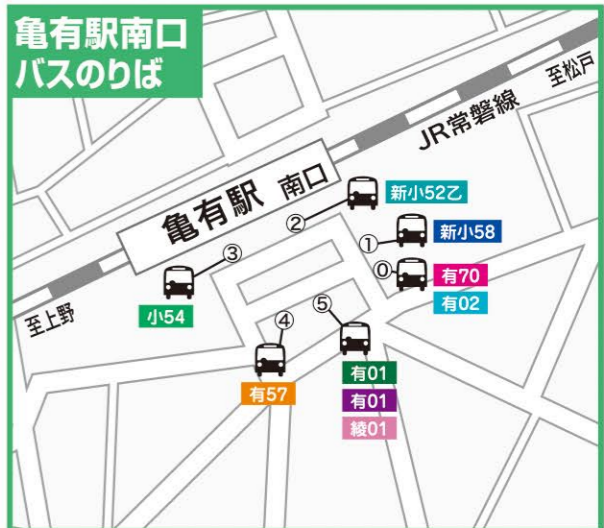 亀有駅南口
バスのりば
至松戸
JR常磐線
亀有駅 南口
②
新小52乙
①
新小58
⓪
有70
有02
③
小54
至上野
④
有57
⑤
有01
有01
綾01